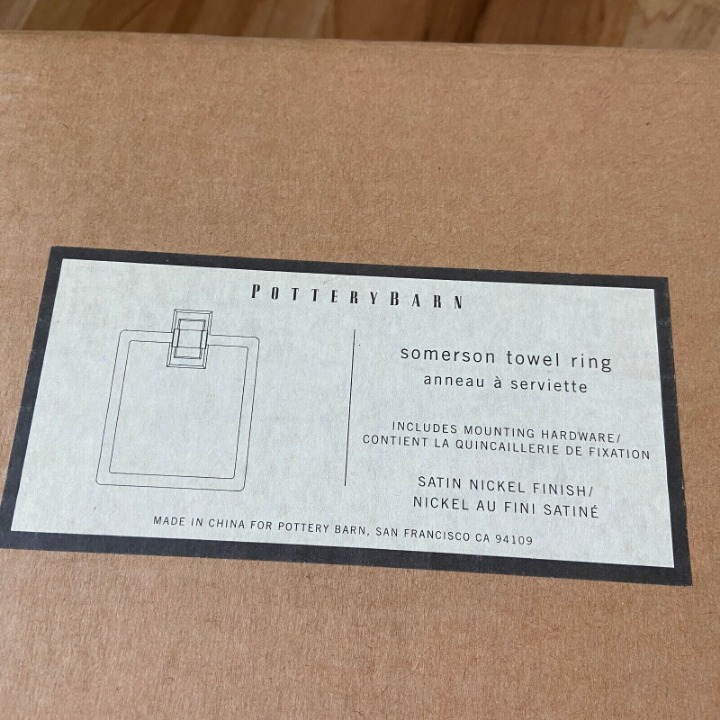 POTTERYBARN
somerson towel ring
anneau à serviette
INCLUDES MOUNTING HARDWARE/
CONTIENT LA QUINCAILLERIE DE FIXATION
SATIN NICKEL FINISH/
NICKEL AU FINI SATINÉ
MADE IN CHINA FOR POTTERY BARN, SAN FRANCISCO CA 94109